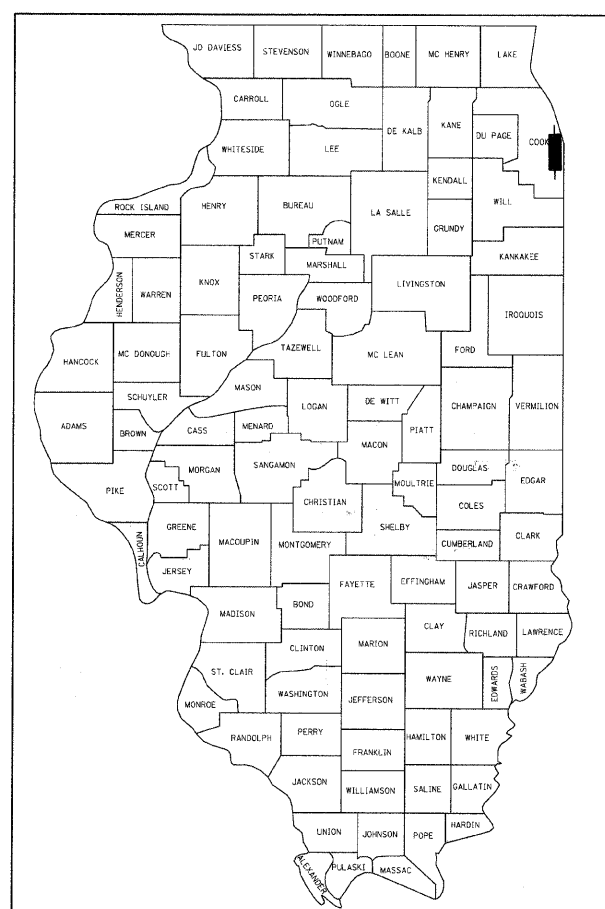 JO DAVIESS
STEVENSON
WINNEBAGO
BOONE
MC HENRY
LAKE
CARROLL
OGLE
DE KALB
KANE
DU PAGE
COOK
WHITESIDE
LEE
KENDALL
WILL
ROCK ISLAND
HENRY
BUREAU
LA SALLE
GRUNDY
MERCER
PUTNAM
STARK
MARSHALL
KANKAKEE
HENDERSON
WARREN
KNOX
PEORIA
WOODFORD
LIVINGSTON
IROQUOIS
HANCOCK
MC DONOUGH
FULTON
TAZEWELL
MC LEAN
FORD
SCHUYLER
MASON
LOGAN
DE WITT
CHAMPAIGN
VERMILION
ADAMS
BROWN
CASS
MENARD
MACON
PIATT
PIKE
SCOTT
MORGAN
SANGAMON
CHRISTIAN
MOULTRIE
DOUGLAS
EDGAR
COLES
GREENE
MACOUPIN
MONTGOMERY
SHELBY
CUMBERLAND
CLARK
CALHOUN
JERSEY
FAYETTE
EFFINGHAM
JASPER
CRAWFORD
MADISON
BOND
CLAY
RICHLAND
LAWRENCE
CLINTON
MARION
ST. CLAIR
WASHINGTON
WAYNE
EDWARDS
WABASH
MONROE
JEFFERSON
RANDOLPH
PERRY
FRANKLIN
HAMILTON
WHITE
JACKSON
WILLIAMSON
SALINE
GALLATIN
UNION
JOHNSON
POPE
HARDIN
ALEXANDER
PULASKI
MASSAC